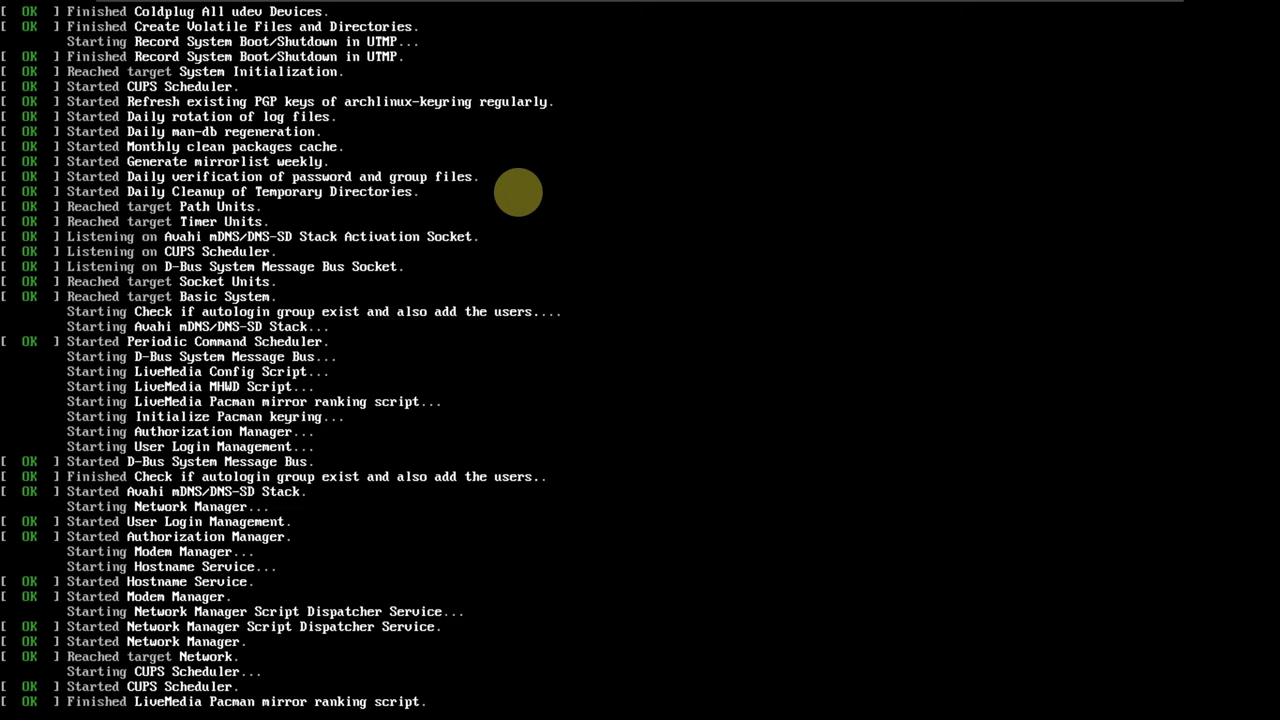 [  OK  ] Finished Coldplug All udev Devices.
[  OK  ] Finished Create Volatile Files and Directories.
Starting Record System Boot/Shutdown in UTMP...
[  OK  ] Finished Record System Boot/Shutdown in UTMP.
[  OK  ] Reached target System Initialization.
[  OK  ] Started CUPS Scheduler.
[  OK  ] Started Refresh existing PGP keys of archlinux-keyring regularly.
[  OK  ] Started Daily rotation of log files.
[  OK  ] Started Daily man-db regeneration.
[  OK  ] Started Monthly clean packages cache.
[  OK  ] Started Generate mirrorlist weekly.
[  OK  ] Started Daily verification of password and group files.
[  OK  ] Started Daily Cleanup of Temporary Directories.
[  OK  ] Reached target Path Units.
[  OK  ] Reached target Timer Units.
[  OK  ] Listening on Avahi mDNS/DNS-SD Stack Activation Socket.
[  OK  ] Listening on CUPS Scheduler.
[  OK  ] Listening on D-Bus System Message Bus Socket.
[  OK  ] Reached target Socket Units.
[  OK  ] Reached target Basic System.
Starting Check if autologin group exist and also add the users....
Starting Avahi mDNS/DNS-SD Stack...
[  OK  ] Started Periodic Command Scheduler.
Starting D-Bus System Message Bus...
Starting LiveMedia Config Script...
Starting LiveMedia MHWD Script...
Starting LiveMedia Pacman mirror ranking script...
Starting Initialize Pacman keyring...
Starting Authorization Manager...
Starting User Login Management...
[  OK  ] Started D-Bus System Message Bus.
[  OK  ] Finished Check if autologin group exist and also add the users..
[  OK  ] Started Avahi mDNS/DNS-SD Stack.
Starting Network Manager...
[  OK  ] Started User Login Management.
[  OK  ] Started Authorization Manager.
Starting Modem Manager...
Starting Hostname Service...
[  OK  ] Started Hostname Service.
[  OK  ] Started Modem Manager.
Starting Network Manager Script Dispatcher Service...
[  OK  ] Started Network Manager Script Dispatcher Service.
[  OK  ] Started Network Manager.
[  OK  ] Reached target Network.
Starting CUPS Scheduler...
[  OK  ] Started CUPS Scheduler.
[  OK  ] Finished LiveMedia Pacman mirror ranking script.